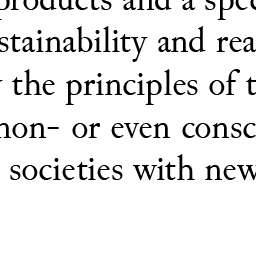 products and a spec
stainability and rea
the principles of t
non- or even consc
societies with new